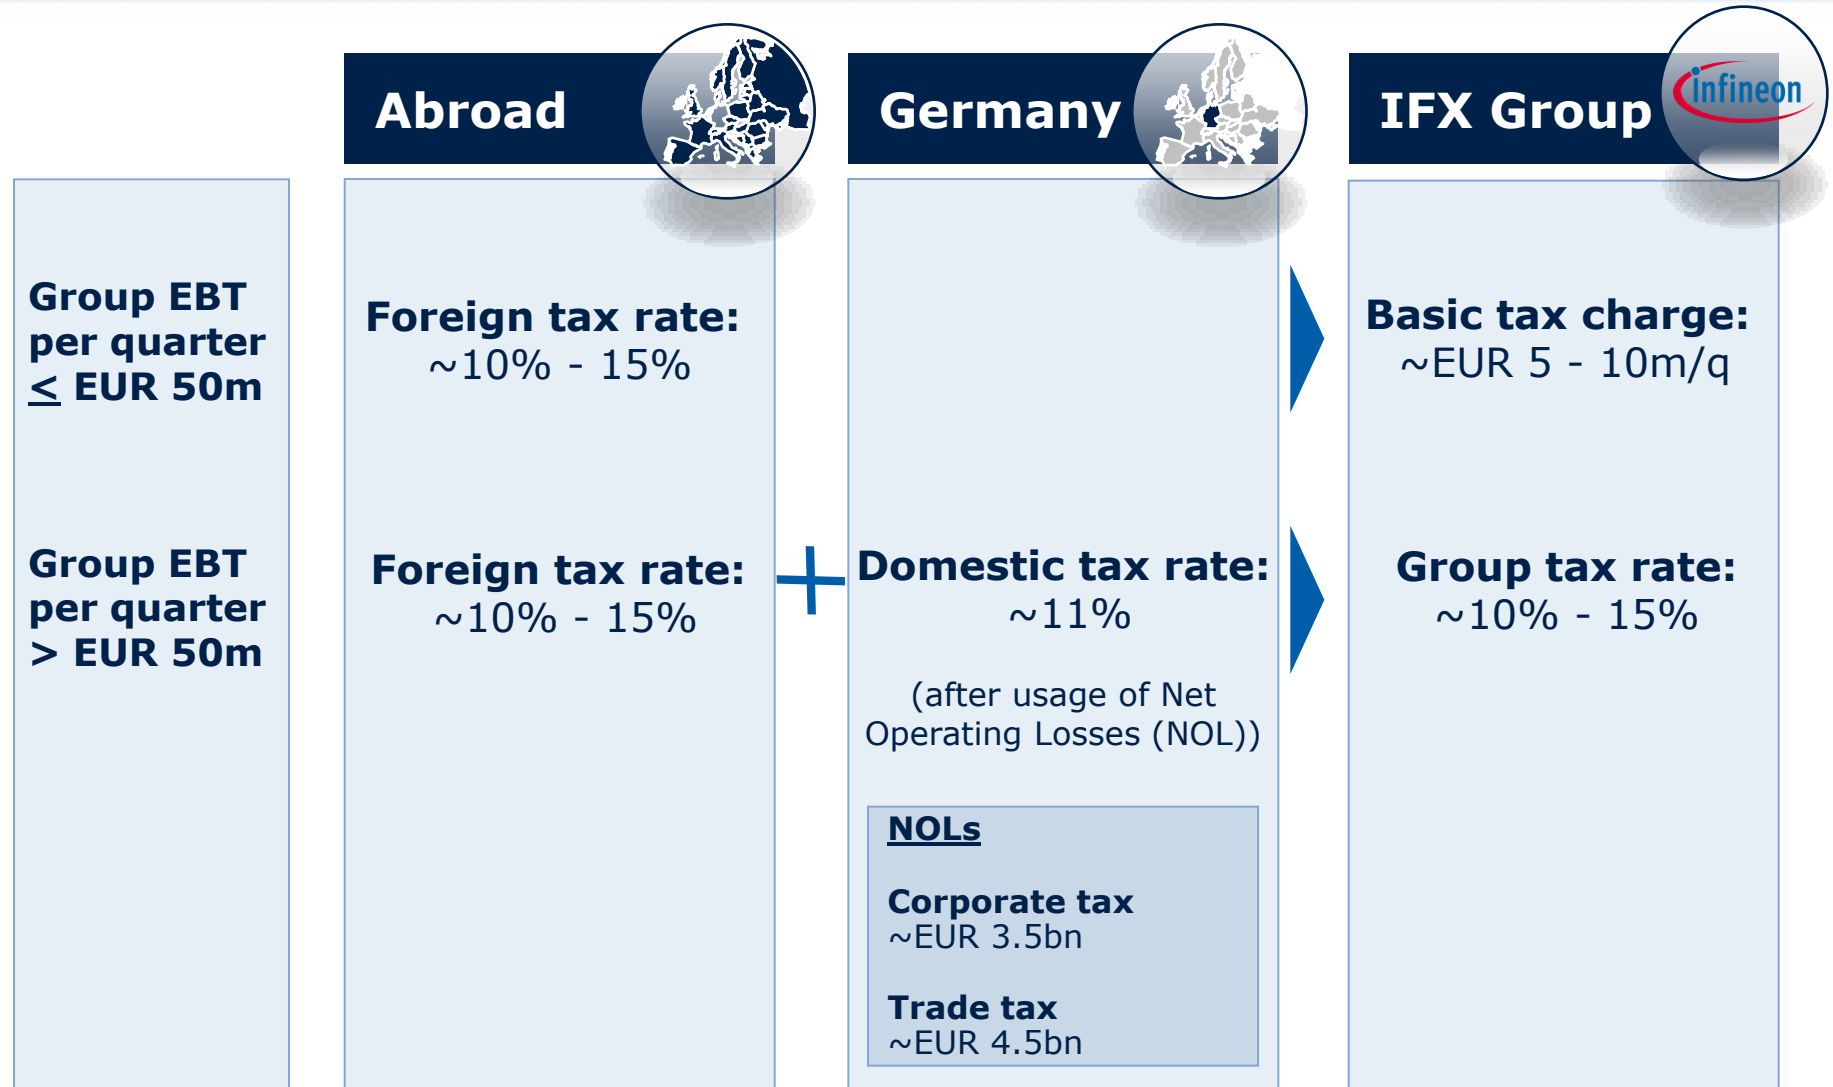 Abroad
Germany
IFX Group
infineon
Group EBT
per quarter
≤ EUR 50m
Foreign tax rate:
~10% - 15%
Basic tax charge:
~EUR 5 - 10m/q
Group EBT
per quarter
> EUR 50m
Foreign tax rate:
~10% - 15%
+
Domestic tax rate:
~11%
(after usage of Net
Operating Losses (NOL))
Group tax rate:
~10% - 15%
NOLs
Corporate tax
~EUR 3.5bn
Trade tax
~EUR 4.5bn